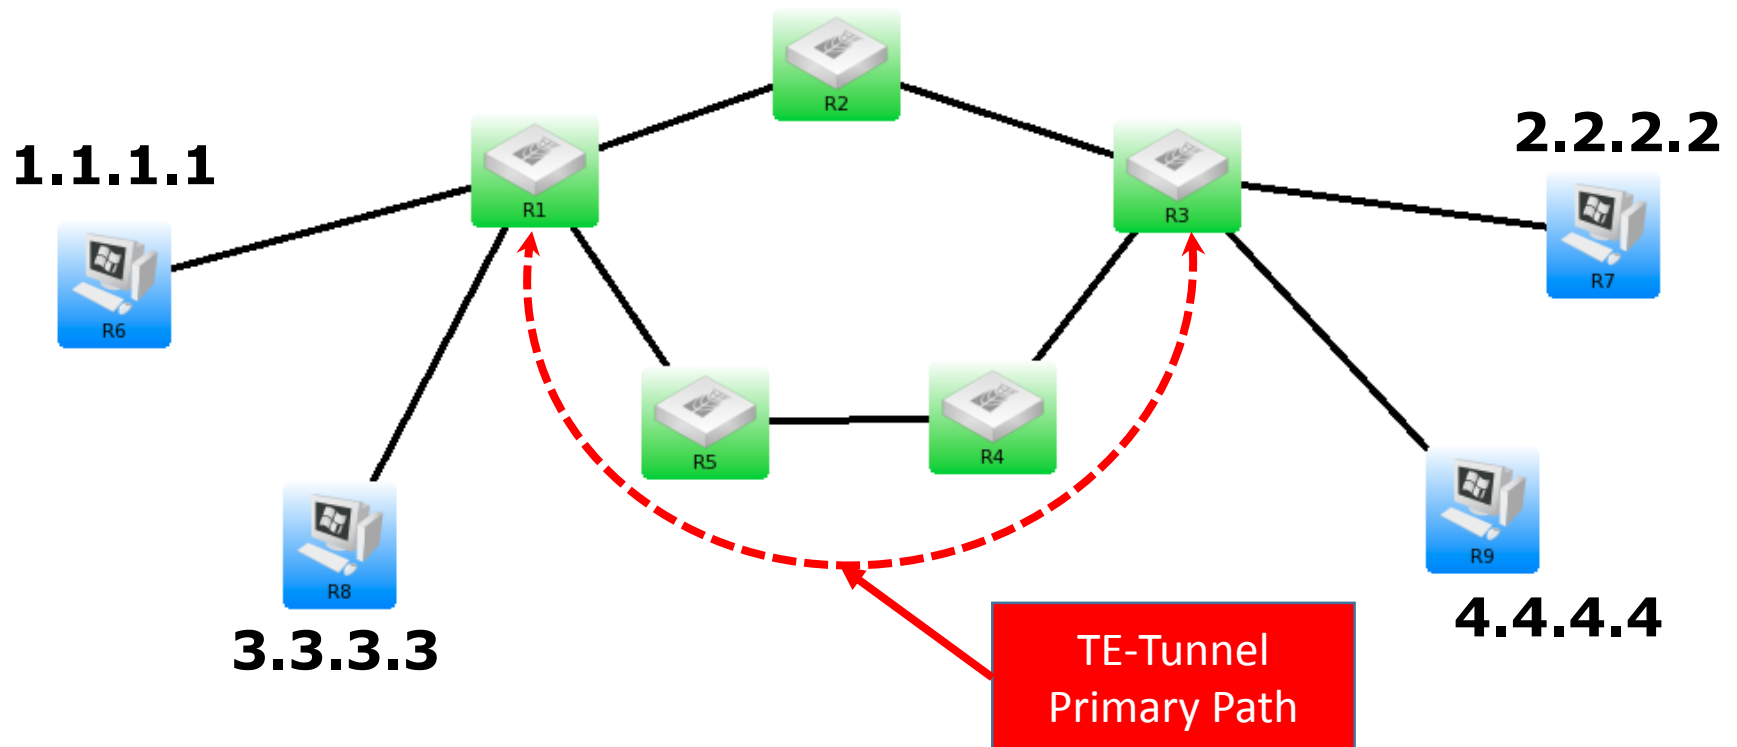 R2
2.2.2.2
1.1.1.1
R1
R3
R7
R6
R5
R4
R9
R8
4.4.4.4
3.3.3.3
TE-Tunnel
Primary Path